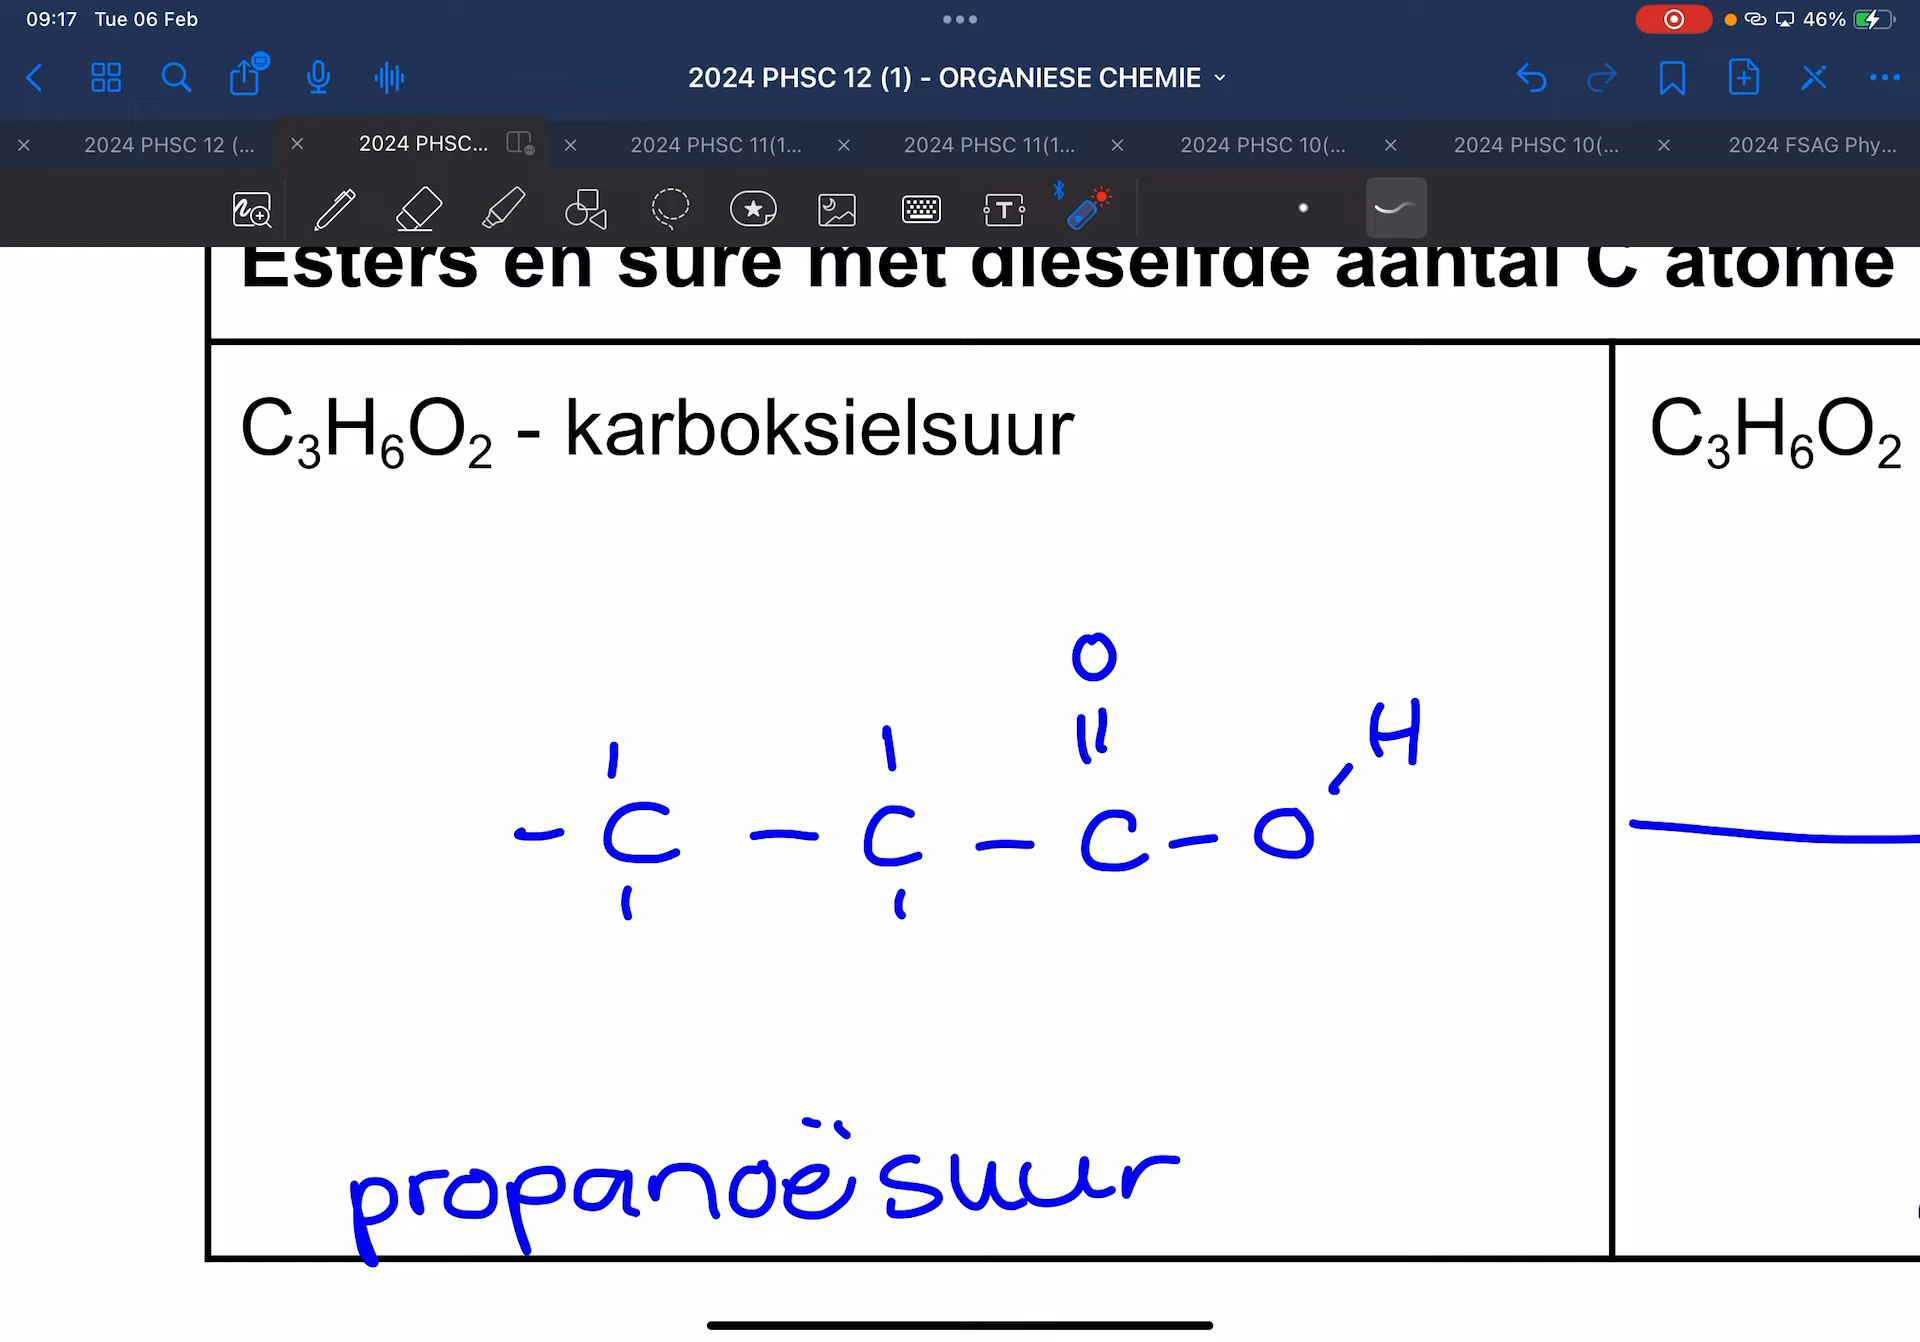 09:17 Tue 06 Feb
46%
2024 PHSC 12 (1) - ORGANIESE CHEMIE
2024 PHSC 12 (...
2024 PHSC...
2024 PHSC 11(1...
2024 PHSC 11(1...
2024 PHSC 10(...
2024 PHSC 10(...
2024 FSAG Phy...
Esters en sure met dieselfde aantal C atome
C₃H₆O₂ - karboksielsuur
C₃H₆O₂
O
H
C C C O
propanoësuur